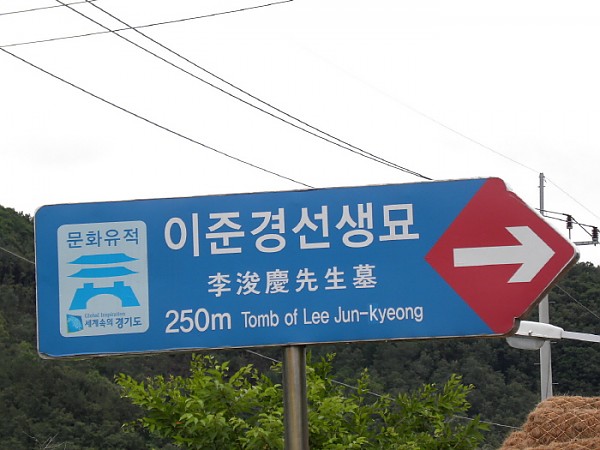 문화유적
Global Inspiration
세계속의 경기도
이준경선생묘
李浚慶先生墓
250m Tomb of Lee Jun-kyeong